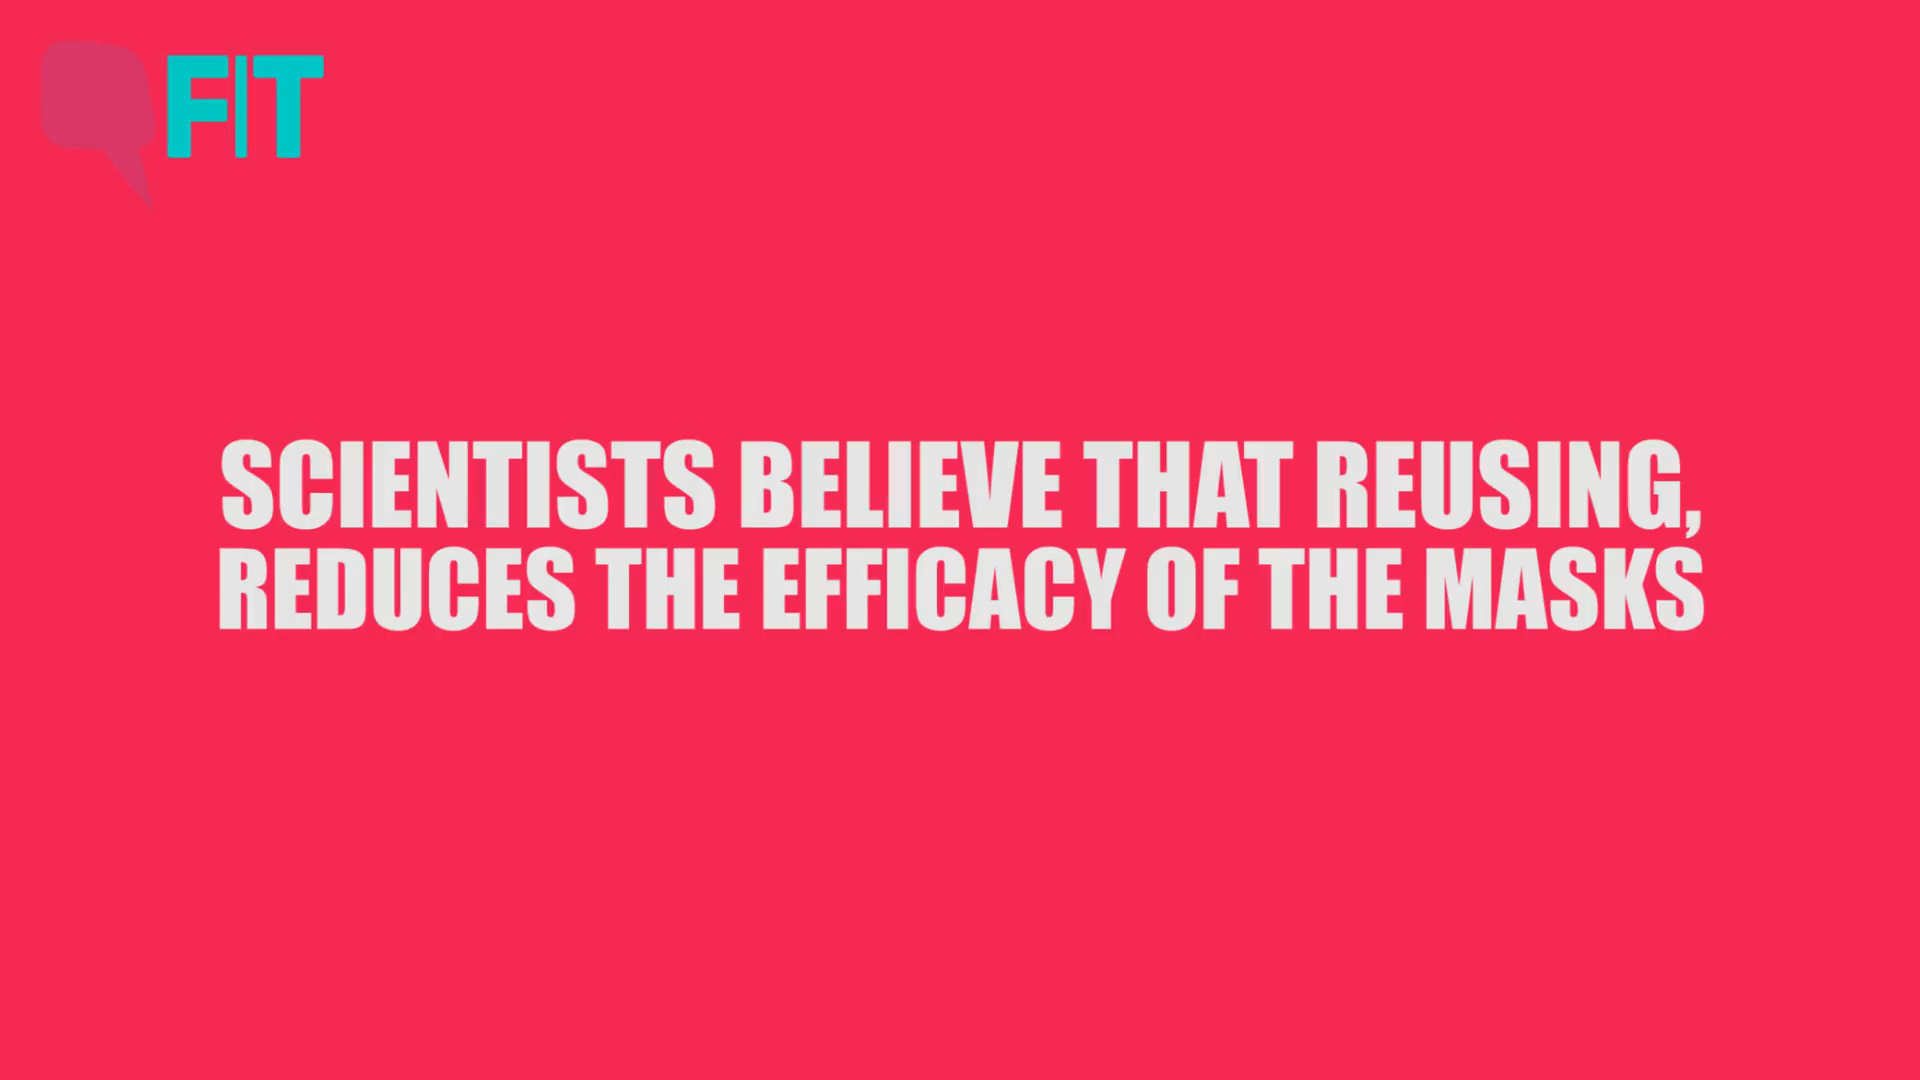 FIT
SCIENTISTS BELIEVE THAT REUSING,
REDUCES THE EFFICACY OF THE MASKS